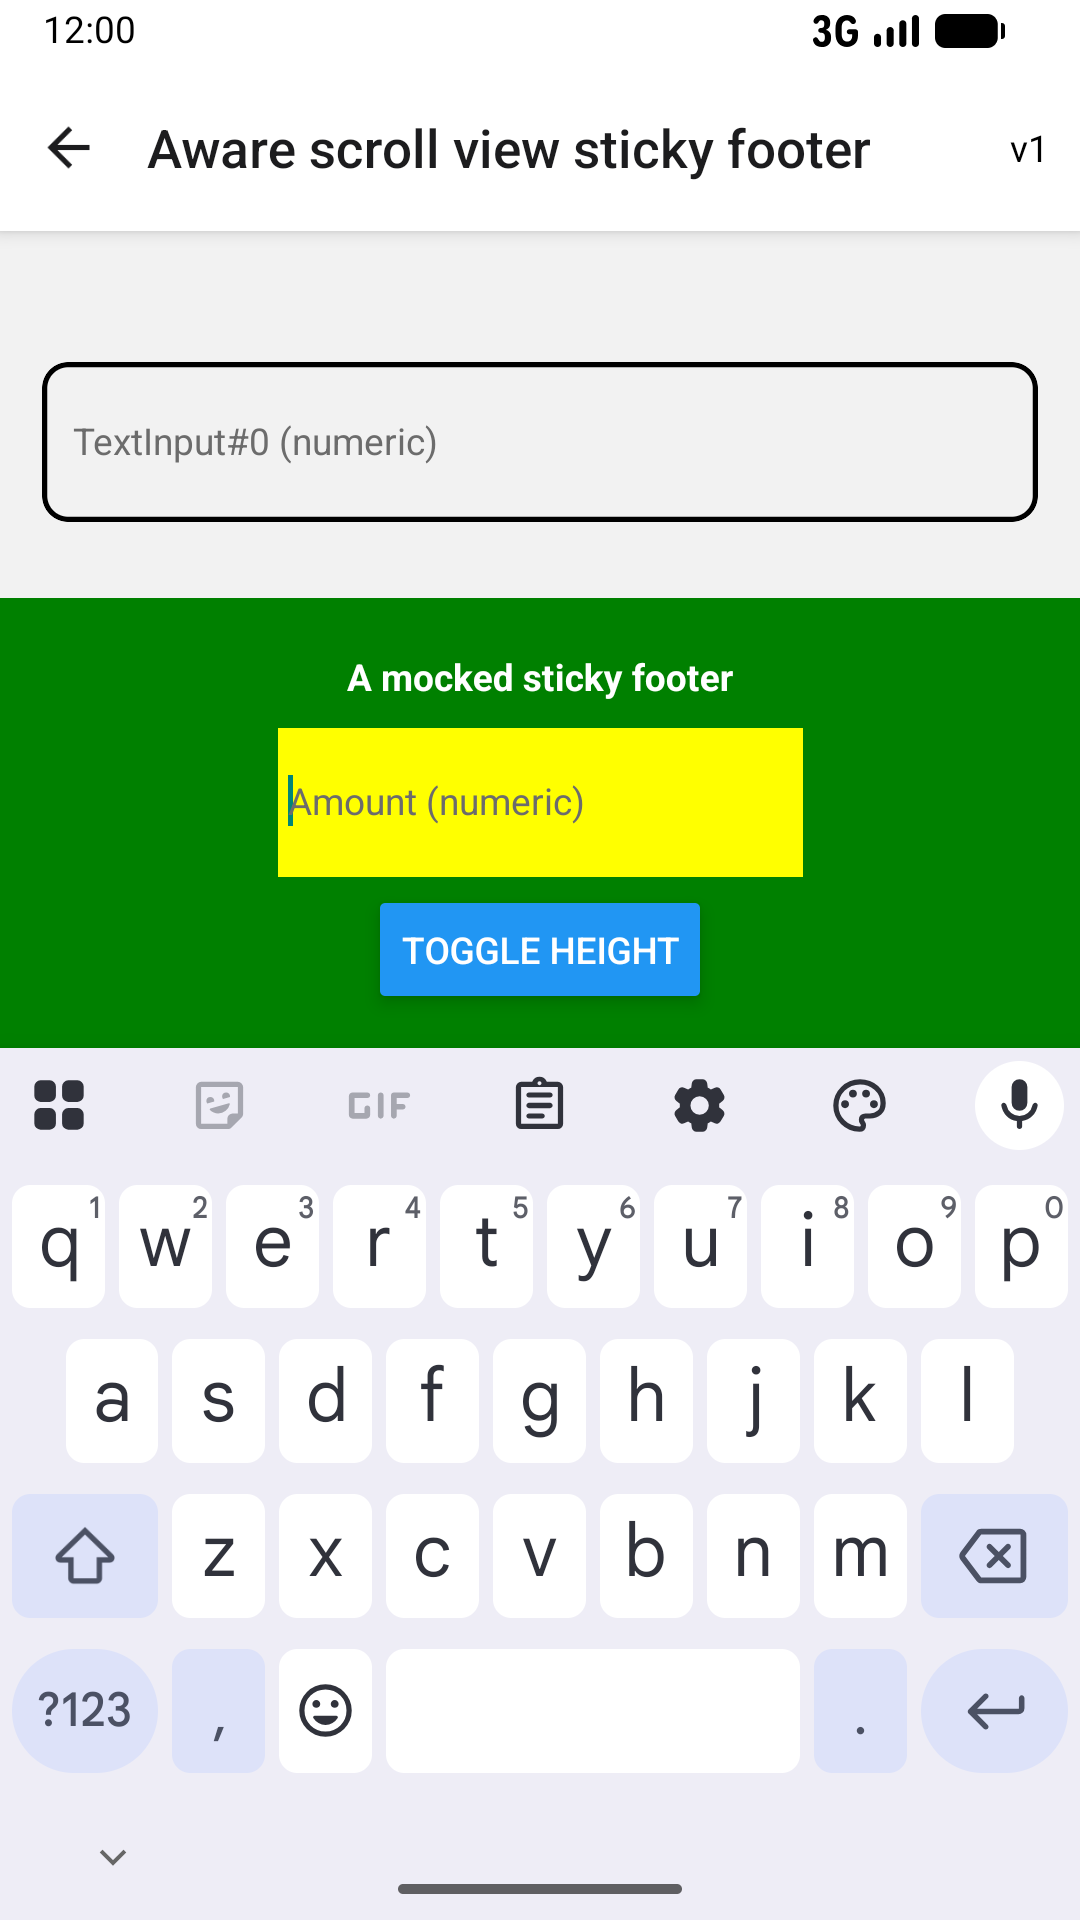 12:00
3G
Aware scroll view sticky footer
v1
TextInput#0 (numeric)
A mocked sticky footer
Amount (numeric)
TOGGLE HEIGHT
GIF
q1 w2 e3 r4 t5 y6 u7 i8 o9 p0
a s d f g h j k l
z x c v b n m
?123 , .